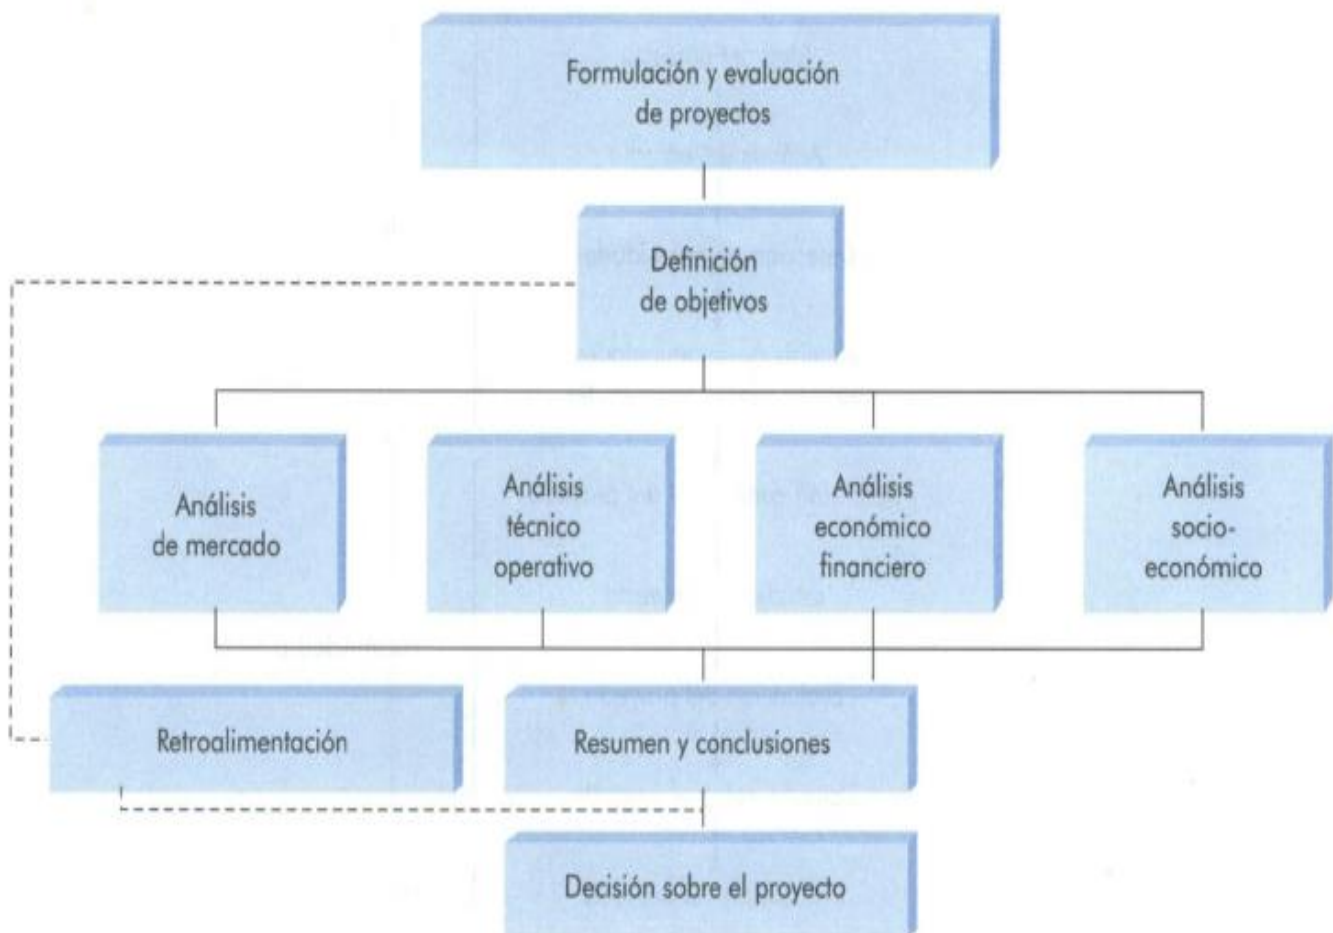 Formulación y evaluación
de proyectos
Definición
de objetivos
Análisis
de mercado
Análisis
técnico
operativo
Análisis
económico
financiero
Análisis
socio-
económico
Retroalimentación
Resumen y conclusiones
Decisión sobre el proyecto